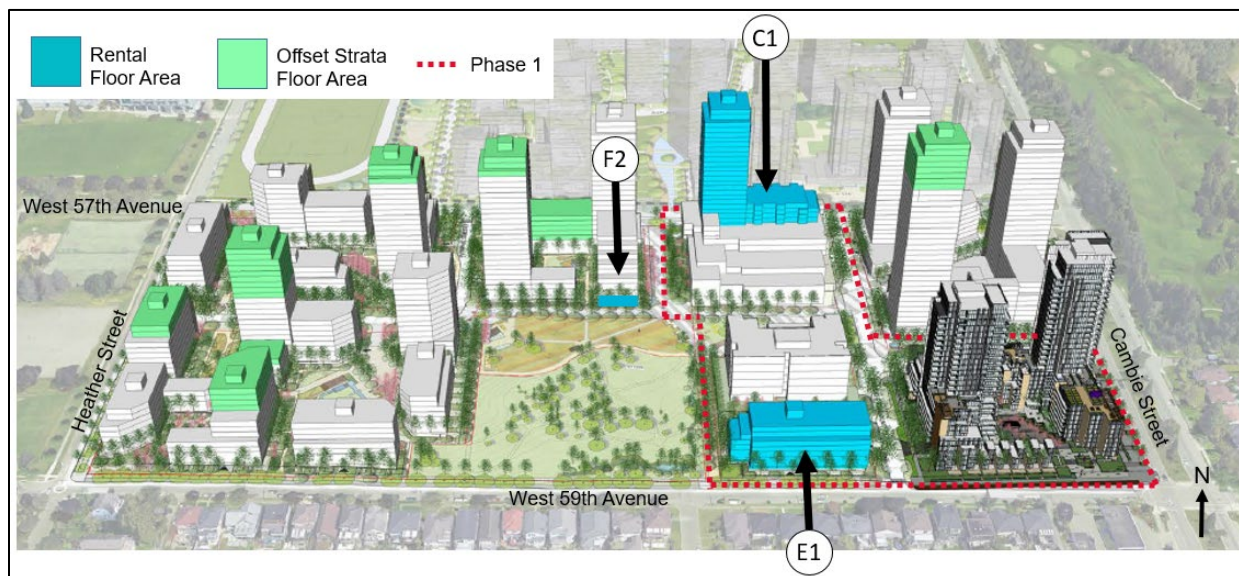 Rental
Floor Area
Offset Strata
Floor Area
Phase 1
C1
F2
West 57th Avenue
Heather Street
Cambie Street
West 59th Avenue
N
E1